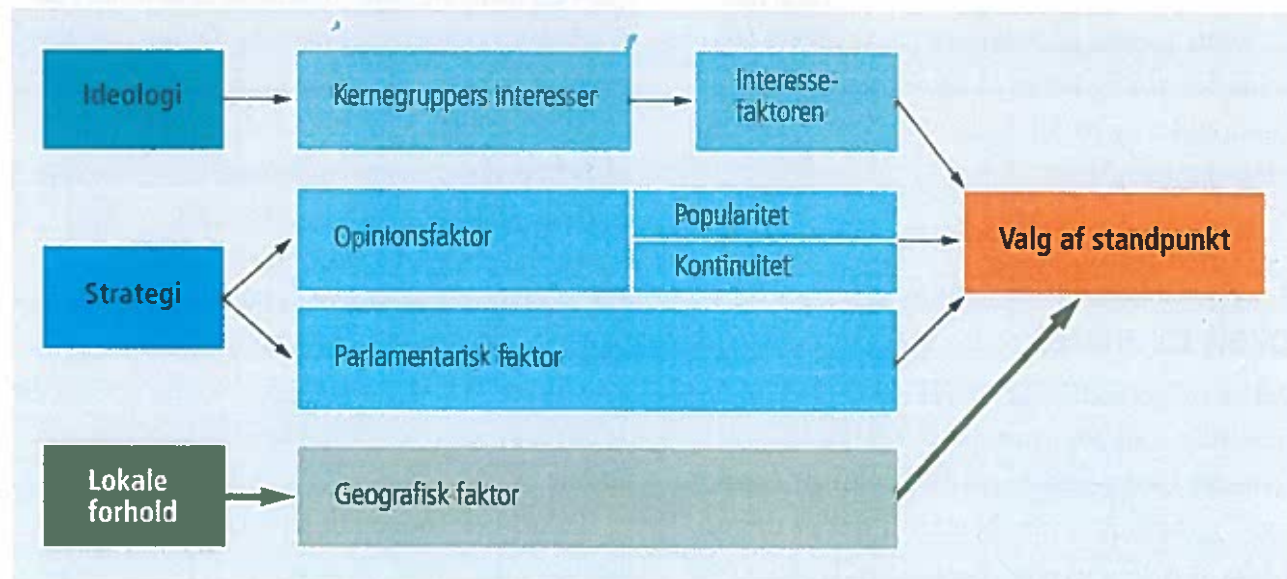 Ideologi
Kernegruppers interesser
Interesse-
faktoren
Opinionsfaktor
Popularitet
Kontinuitet
Strategi
Valg af standpunkt
Parlamentarisk faktor
Lokale
forhold
Geografisk faktor